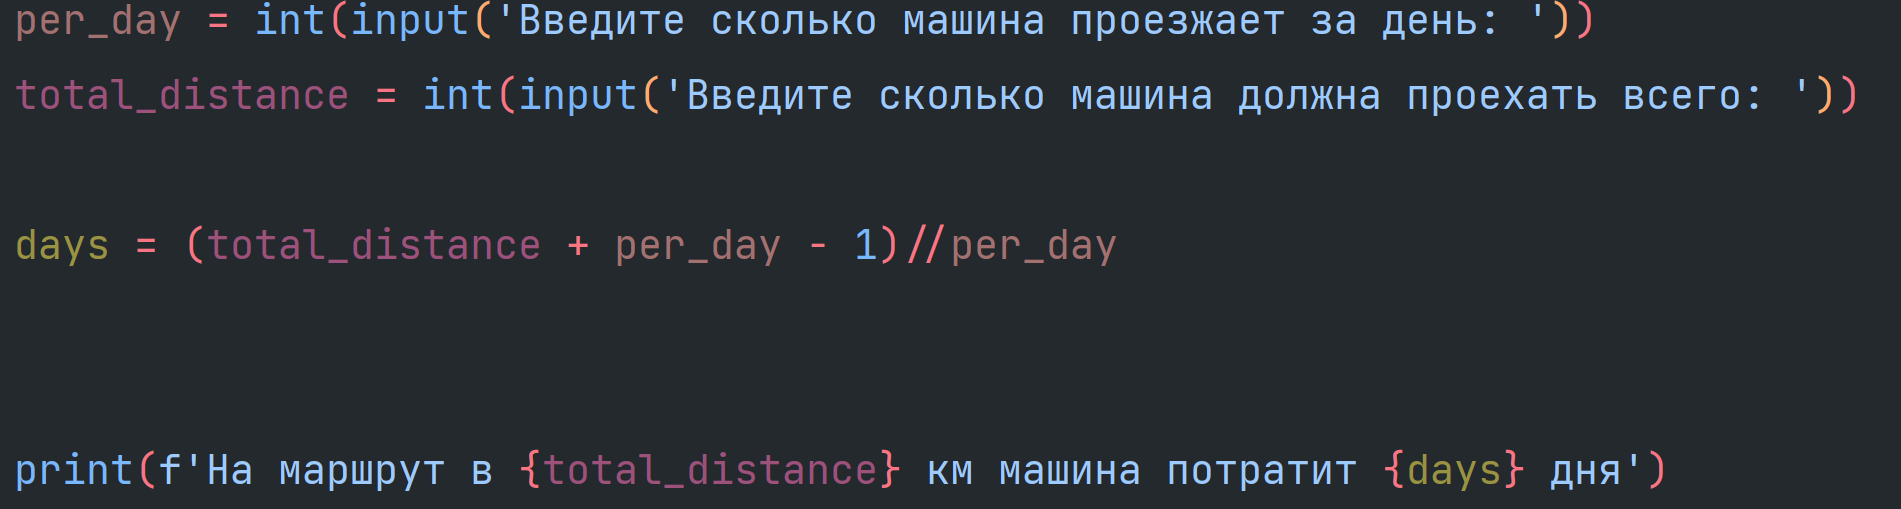 per_day = int(input('Введите сколько машина проезжает за день: '))
total_distance = int(input('Введите сколько машина должна проехать всего: '))
days = (total_distance + per_day - 1)//per_day
print(f'На маршрут в {total_distance} км машина потратит {days} дня')